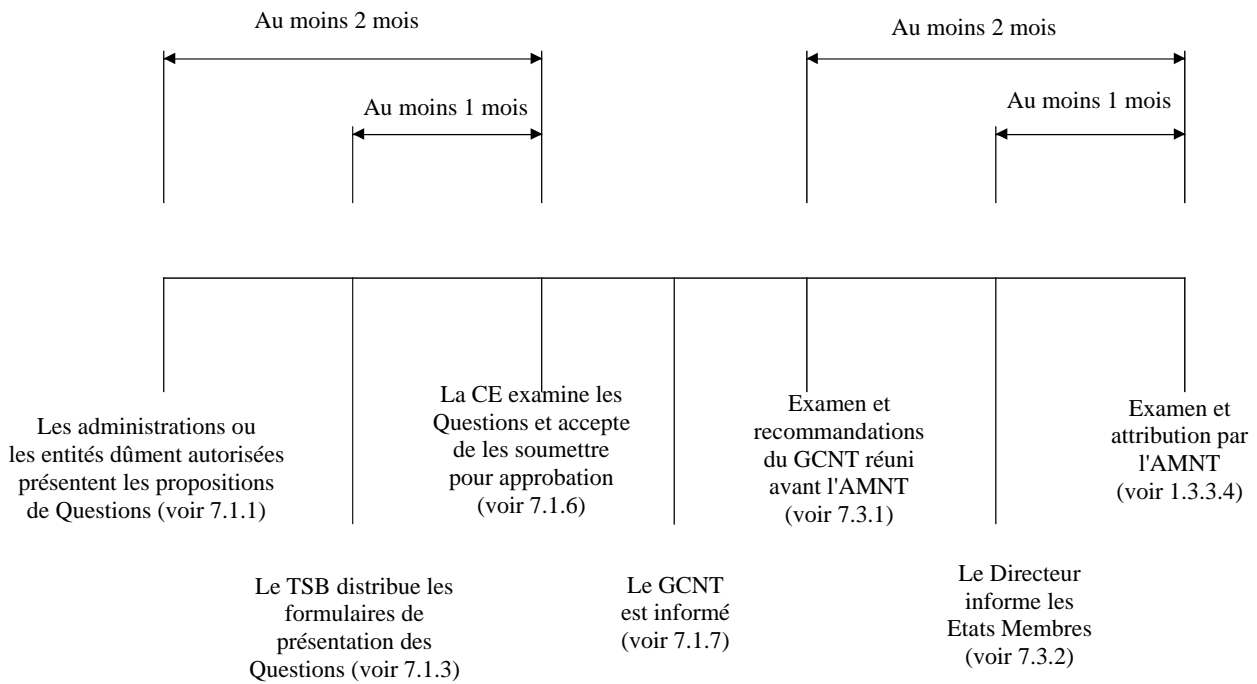 Au moins 2 mois
Au moins 2 mois
Au moins 1 mois
Au moins 1 mois
Les administrations ou
les entités dûment autorisées
présentent les propositions
de Questions (voir 7.1.1)
La CE examine les
Questions et accepte
de les soumettre
pour approbation
(voir 7.1.6)
Examen et
recommandations
du GCNT réuni
avant l'AMNT
(voir 7.3.1)
Examen et
attribution par
l'AMNT
(voir 1.3.3.4)
Le TSB distribue les
formulaires de
présentation des
Questions (voir 7.1.3)
Le GCNT
est informé
(voir 7.1.7)
Le Directeur
informe les
Etats Membres
(voir 7.3.2)